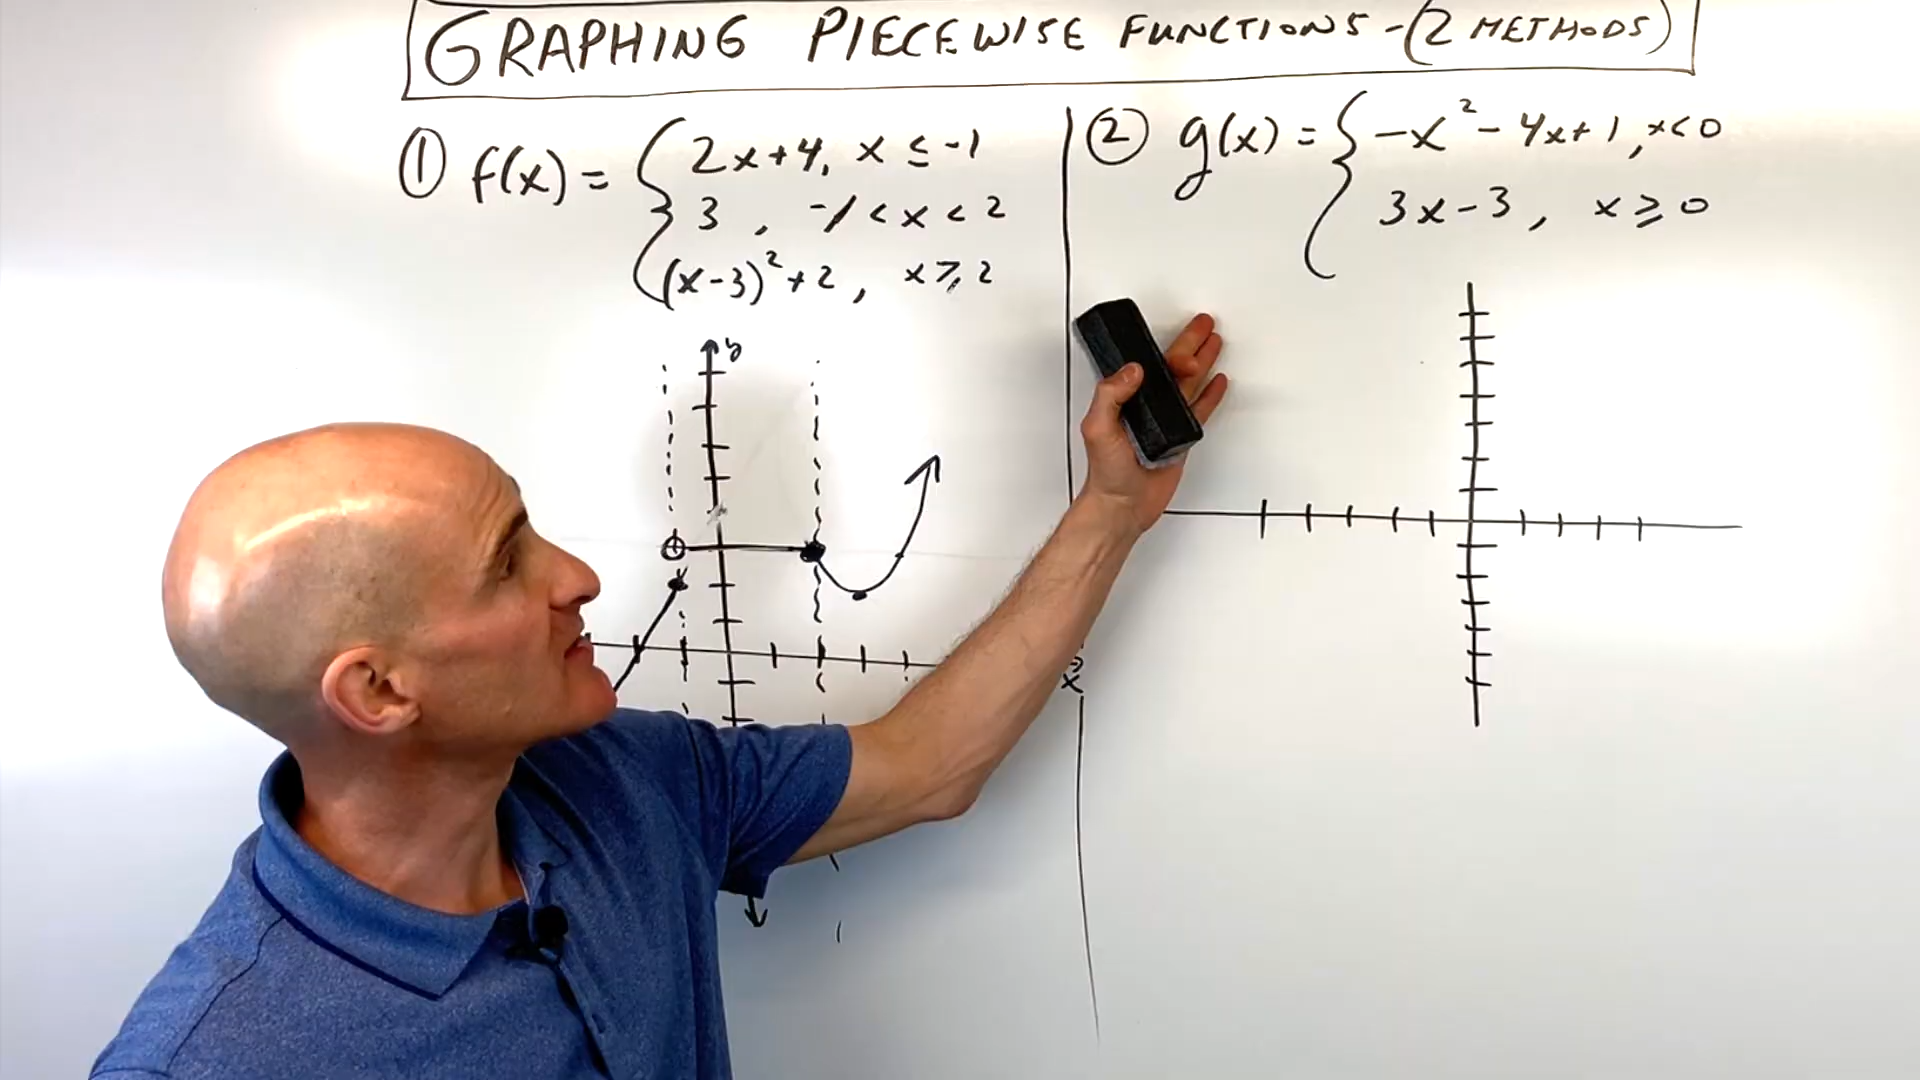 GRAPHING PIECEWISE FUNCTIONS - (2 METHODS)
① f(x) = { 2x+4, x ≤ -1
3 , -1 < x < 2
(x-3)²+2 , x ≥ 2
② g(x) = { -x² - 4x+1, x<0
3x-3 , x ≥ 0
y
x